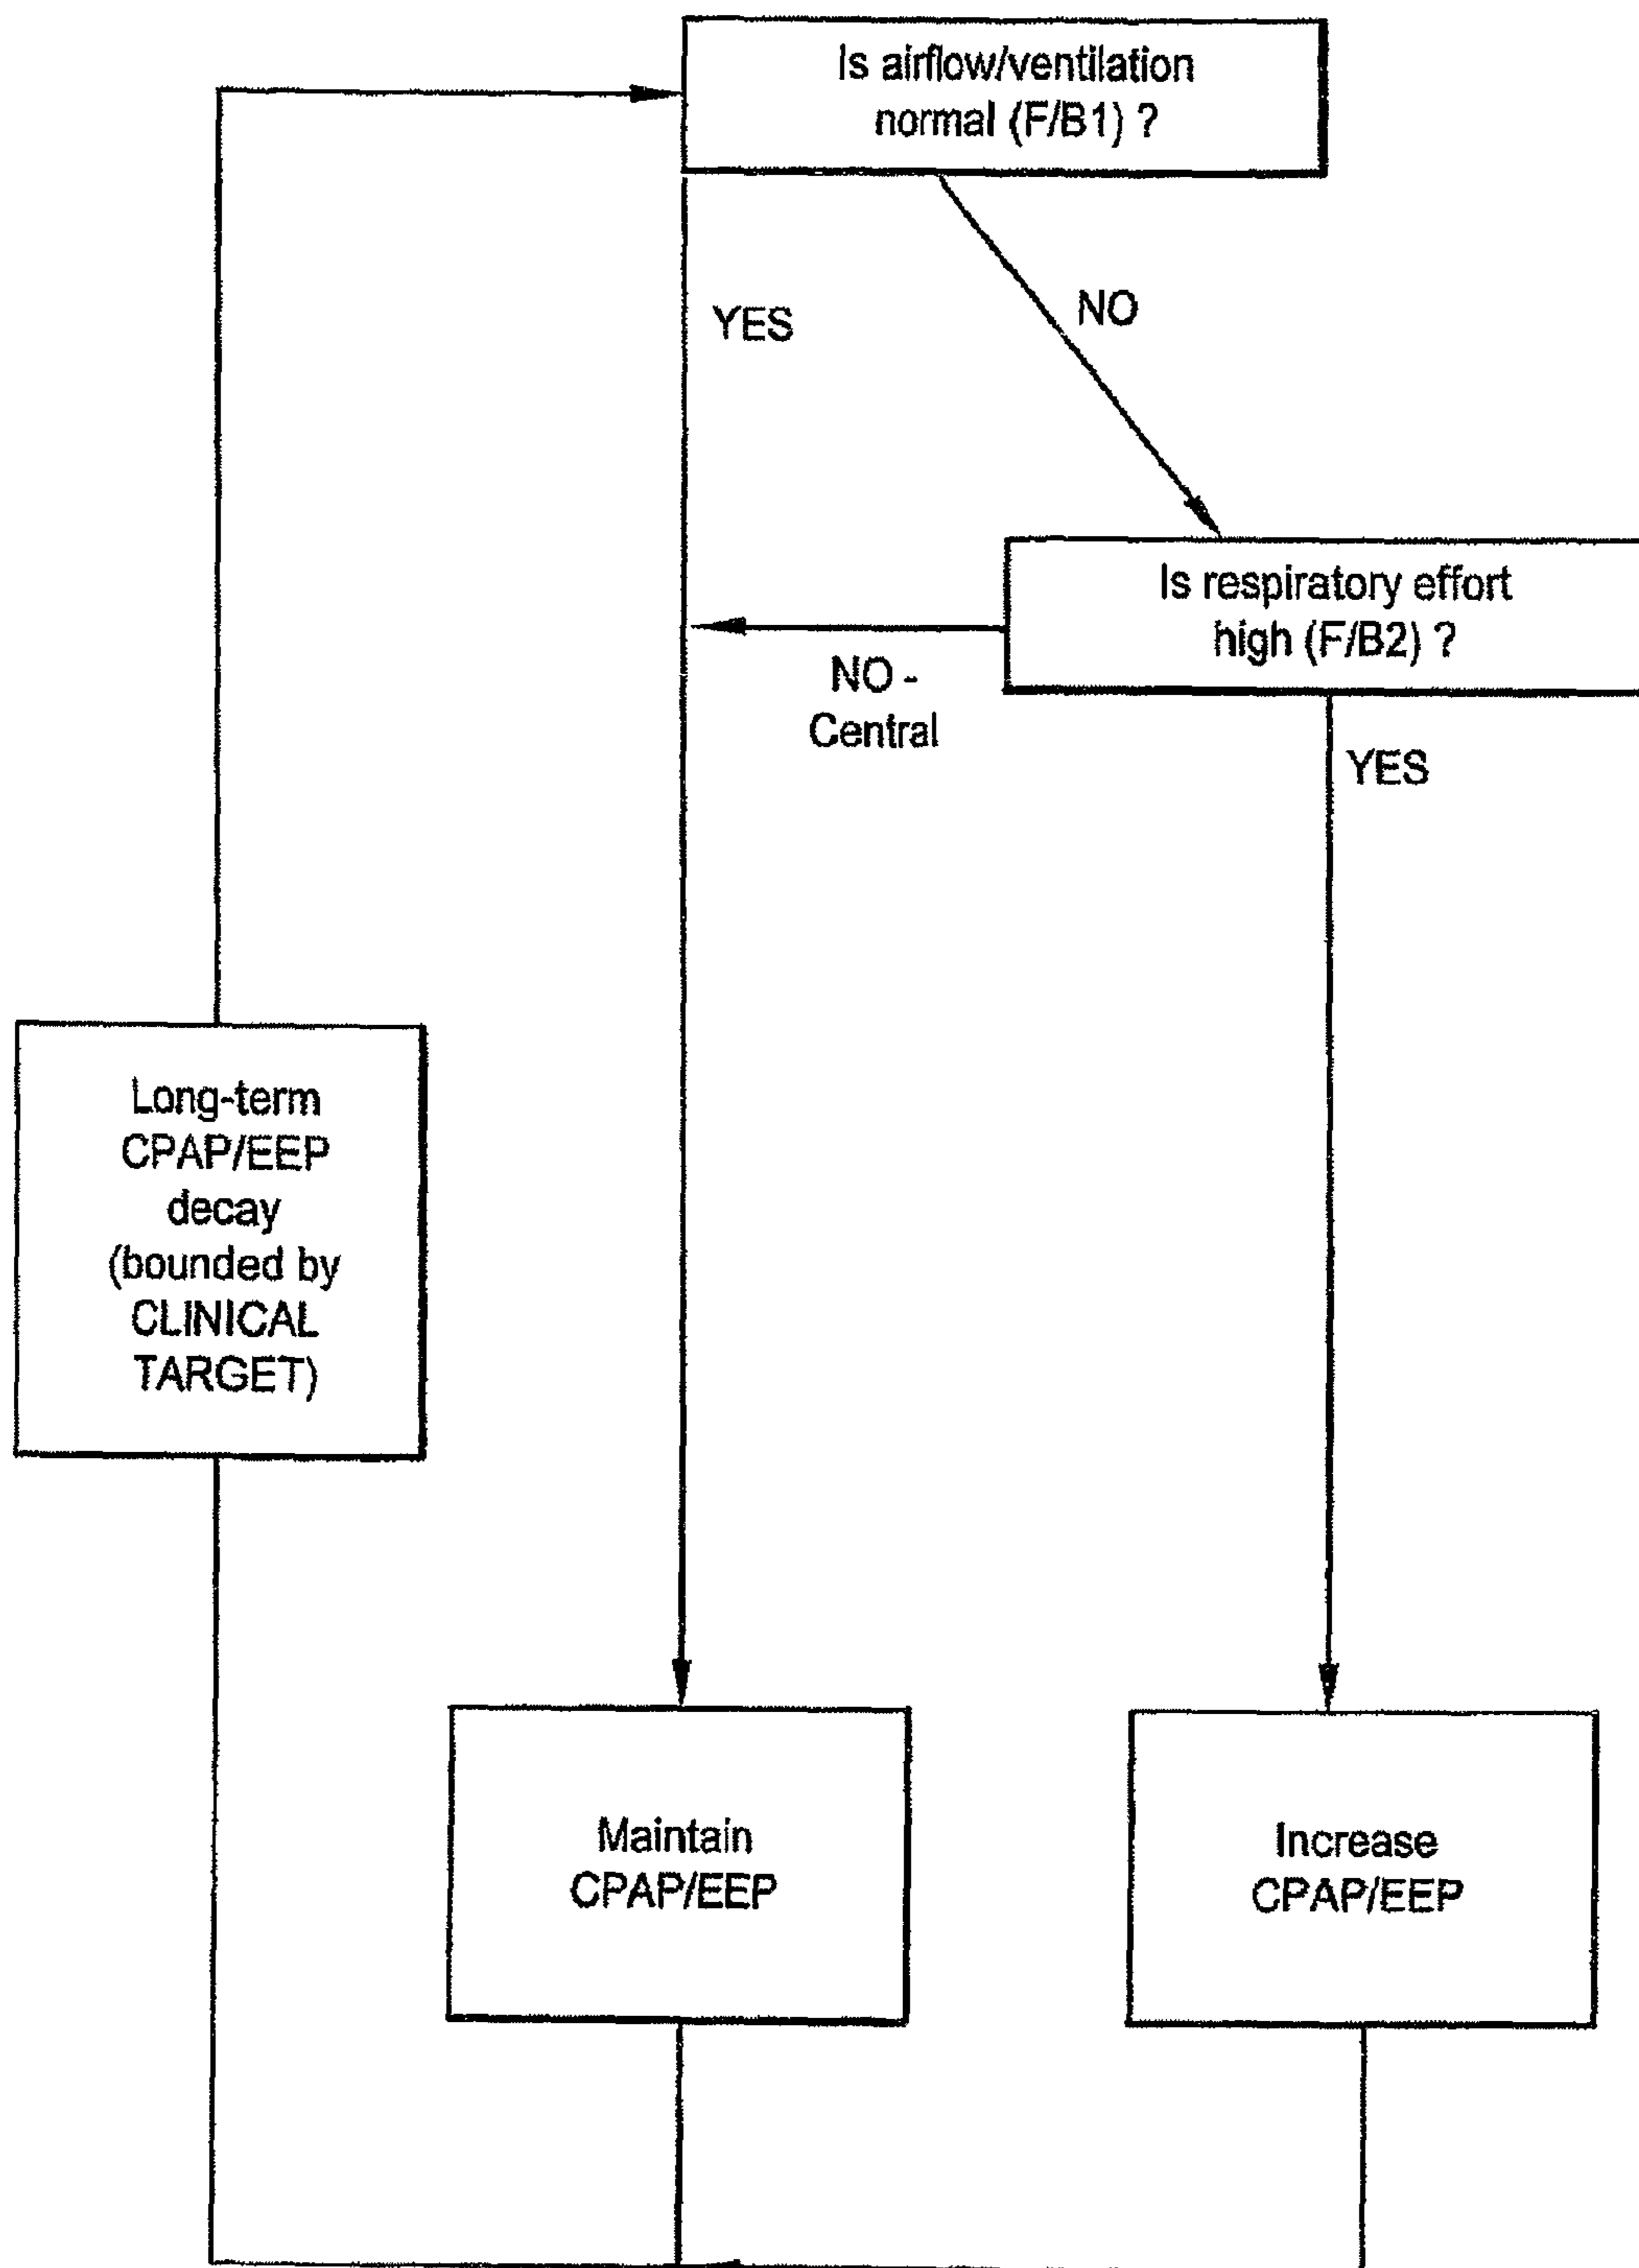 Is airflow/ventilation
normal (F/B1) ?
YES
NO
Is respiratory effort
high (F/B2) ?
NO -
Central
YES
Long-term
CPAP/EEP
decay
(bounded by
CLINICAL
TARGET)
Maintain
CPAP/EEP
Increase
CPAP/EEP